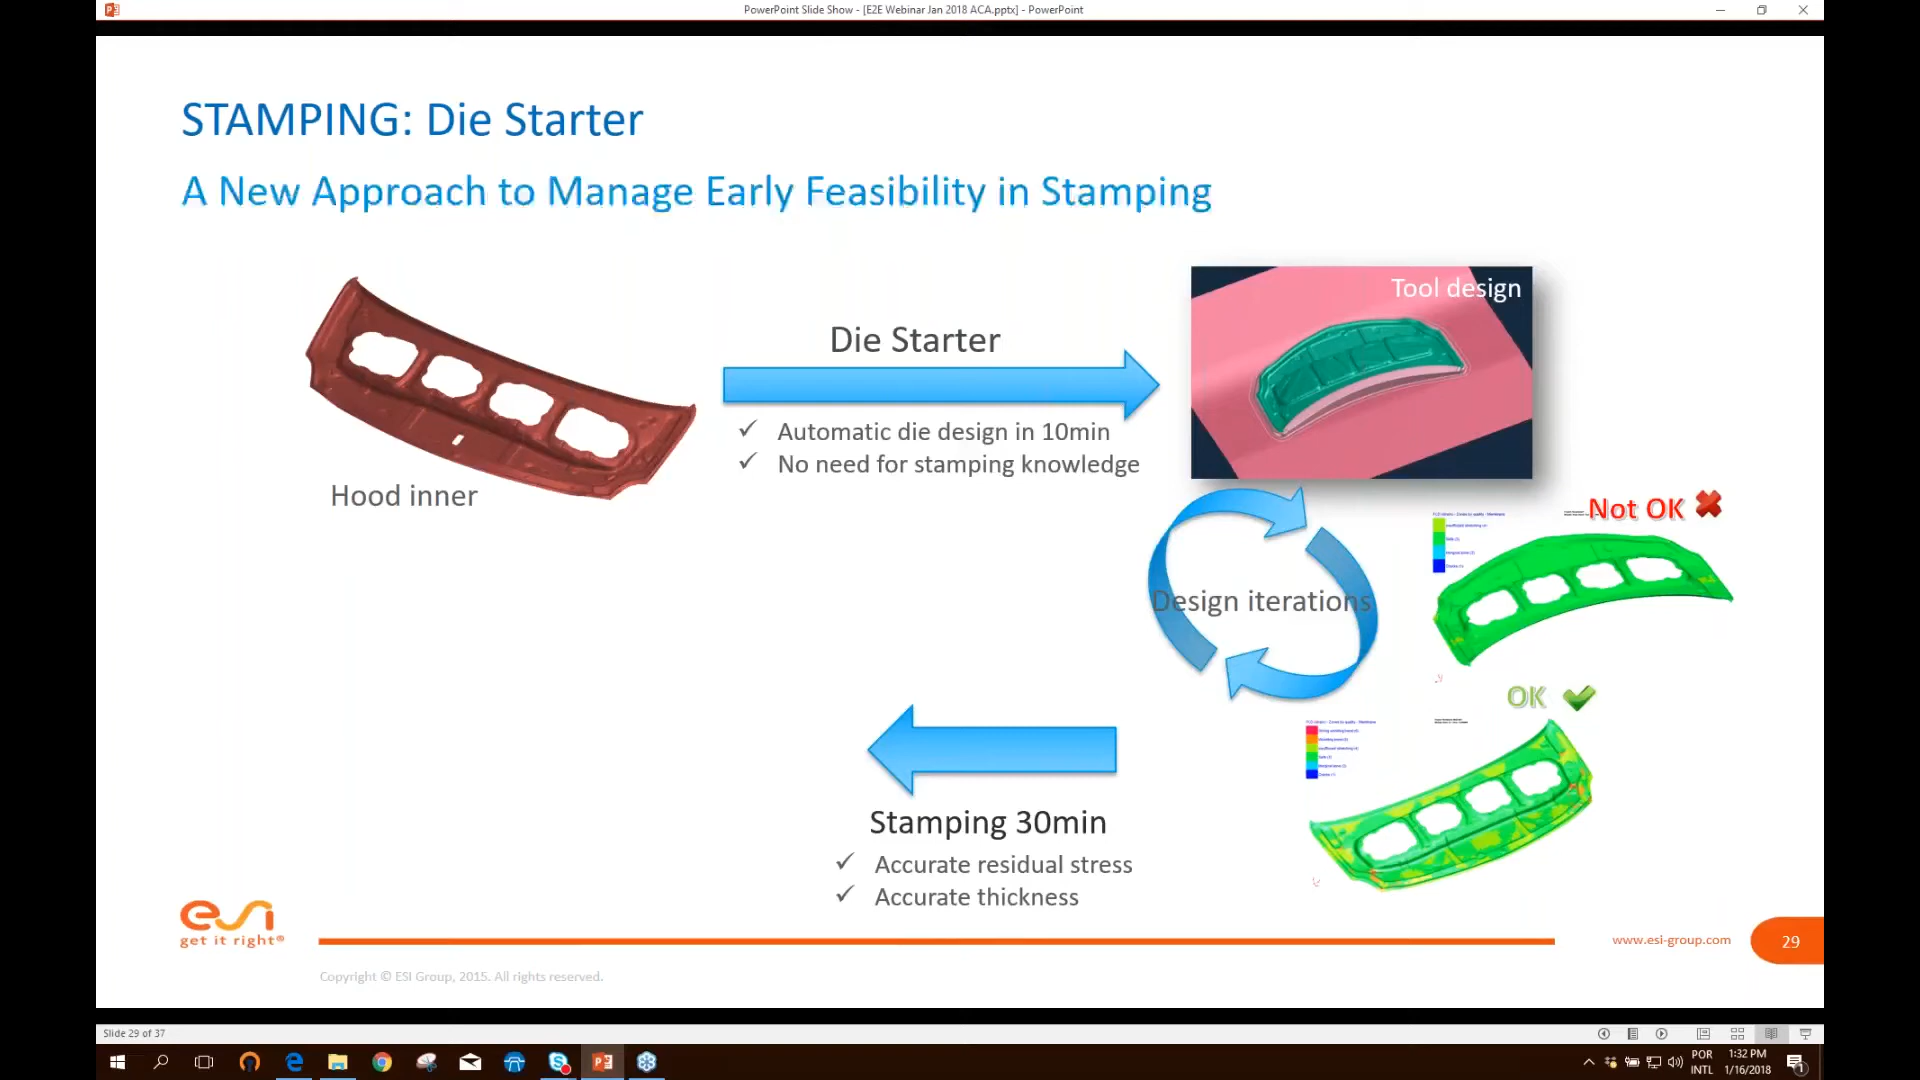 PowerPoint Slide Show - [E2E Webinar Jan 2018 ACA.pptx] - PowerPoint
STAMPING: Die Starter
A New Approach to Manage Early Feasibility in Stamping
Tool design
Die Starter
✓ Automatic die design in 10min
✓ No need for stamping knowledge
Hood inner
Not OK
Design iterations
OK
Stamping 30min
✓ Accurate residual stress
✓ Accurate thickness
esi
get it right®
www.esi-group.com
29
Copyright © ESI Group, 2015. All rights reserved.
Slide 29 of 37
POR
INTL
1:32 PM
1/16/2018